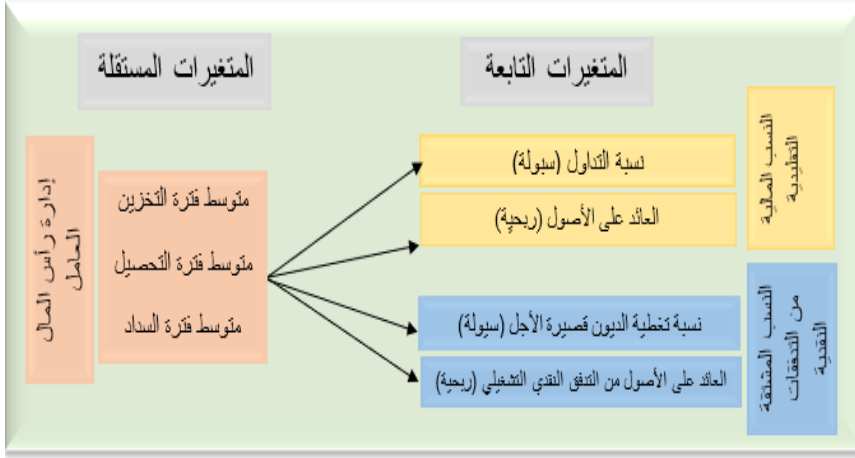 المتغيرات المستقلة
المتغيرات التابعة
إدارة رأس المال
العامل
متوسط فترة التخزين
متوسط فترة التحصيل
متوسط فترة السداد
نسبة التداول (سيولة)
العائد على الأصول (ربحية)
نسبة تغطية الديون قصيرة الأجل (سيولة)
العائد على الأصول من التدفق النقدي التشغيلي (ربحية)
النسب المالية
التقليدية
النسب المشتقة
من التدفقات
النقدية